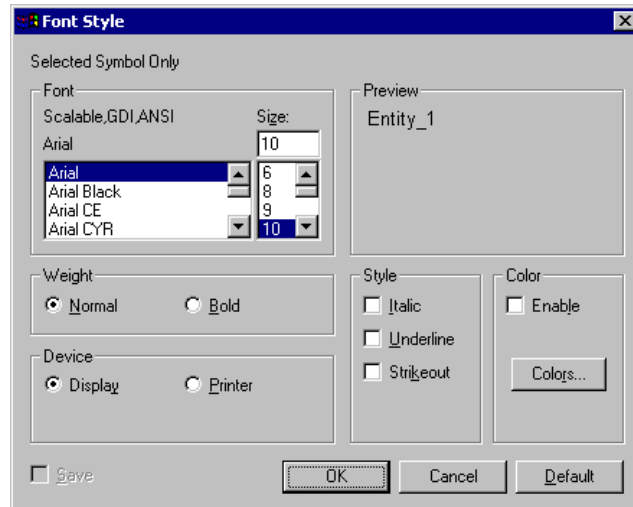 Font Style
Selected Symbol Only
Font
Scalable,GDI,ANSI
Size:
Arial
10
Arial
Arial Black
Arial CE
Arial CYR
6
8
9
10
Preview
Entity_1
Weight
Normal
Bold
Device
Display
Printer
Style
Italic
Underline
Strikeout
Color
Enable
Colors...
Save
OK
Cancel
Default